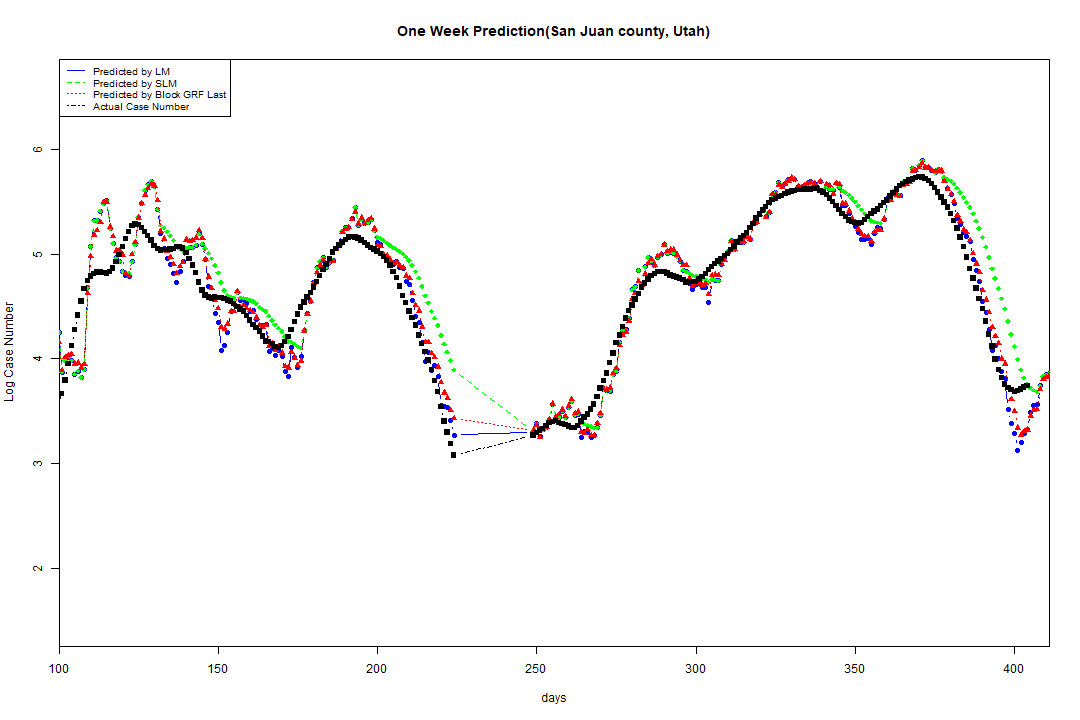 One Week Prediction(San Juan county, Utah)
Predicted by LM
Predicted by SLM
Predicted by Block GRF Last
Actual Case Number
Log Case Number
6
5
4
3
2
100 150 200 250 300 350 400
days